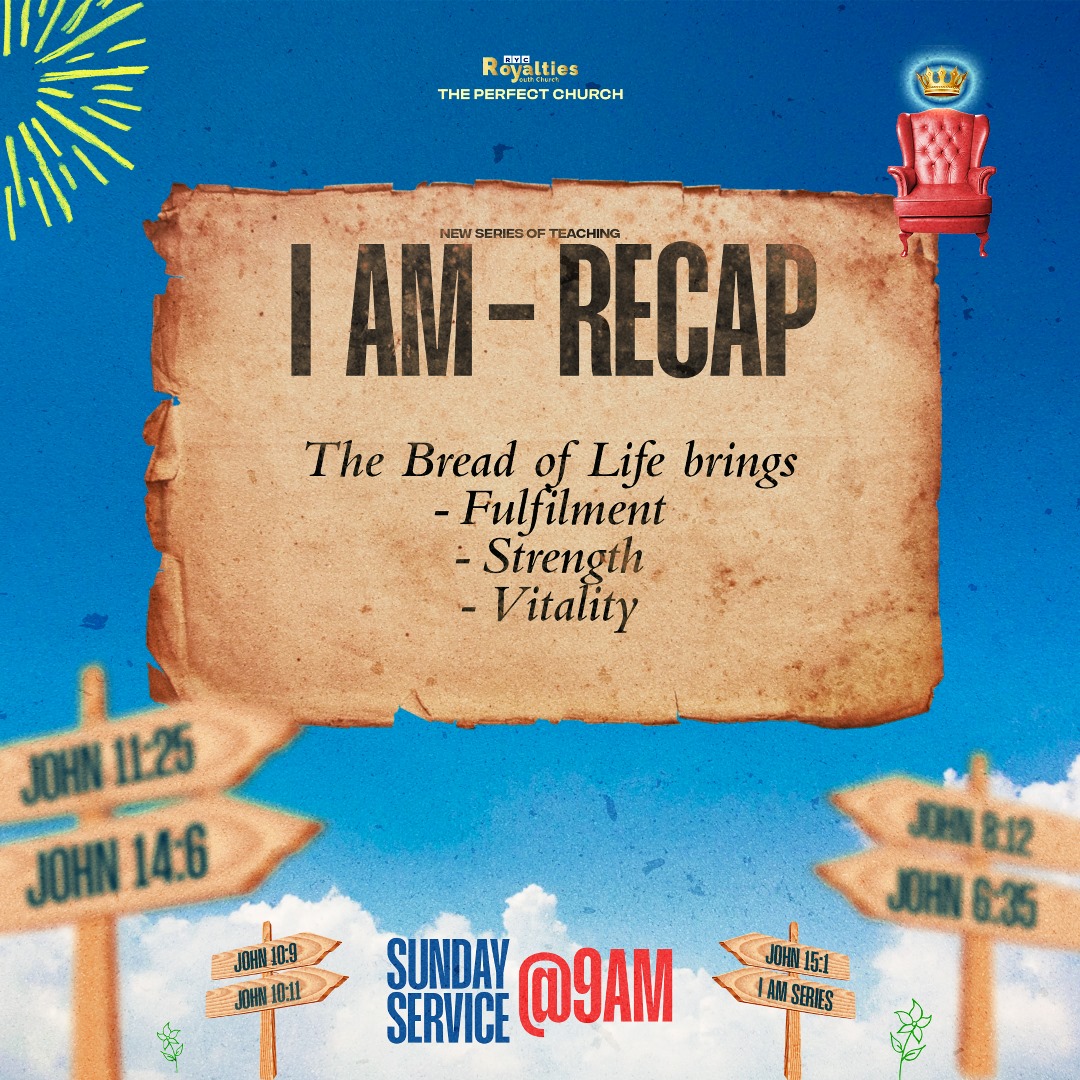 RYC
Royalties
outh Church
THE PERFECT CHURCH
NEW SERIES OF TEACHING
I AM – RECAP
The Bread of Life brings
- Fulfilment
- Strength
- Vitality
JOHN 11:25
JOHN 14:6
JOHN 8:12
JOHN 6:35
JOHN 10:9
JOHN 10:11
SUNDAY
SERVICE
@9AM
JOHN 15:1
I AM SERIES